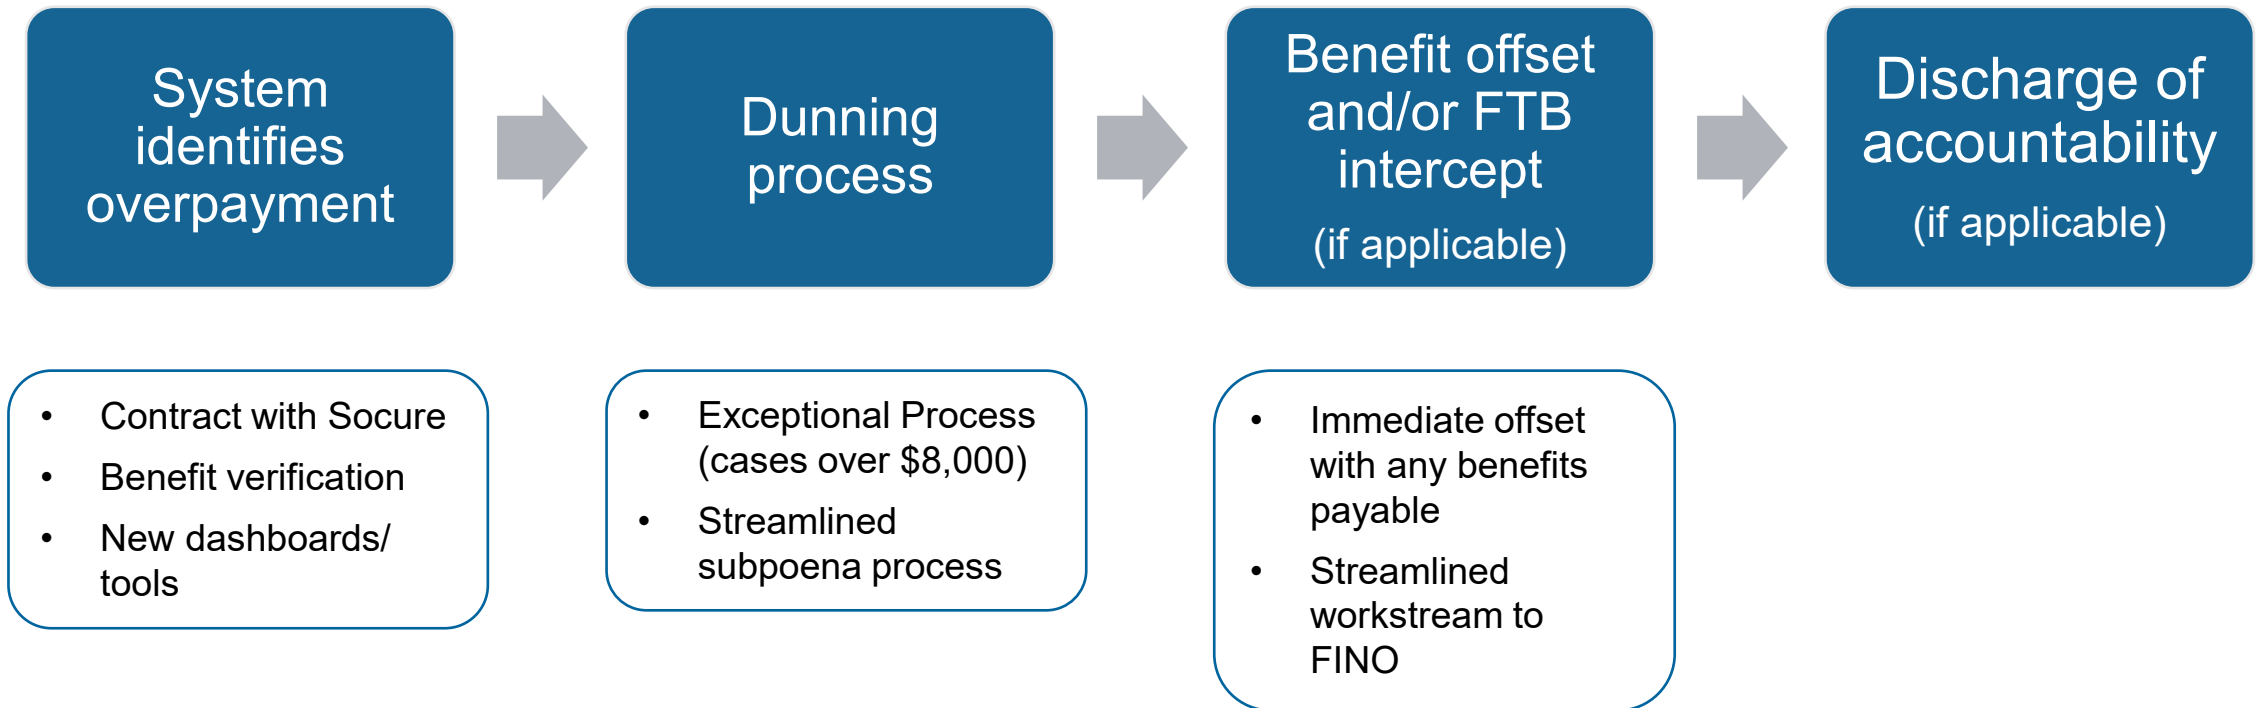 System
identifies
overpayment
Dunning
process
Benefit offset
and/or FTB
intercept
(if applicable)
Discharge of
accountability
(if applicable)
• Contract with Socure
• Benefit verification
• New dashboards/
tools
• Exceptional Process
(cases over $8,000)
• Streamlined
subpoena process
• Immediate offset
with any benefits
payable
• Streamlined
workstream to
FINO